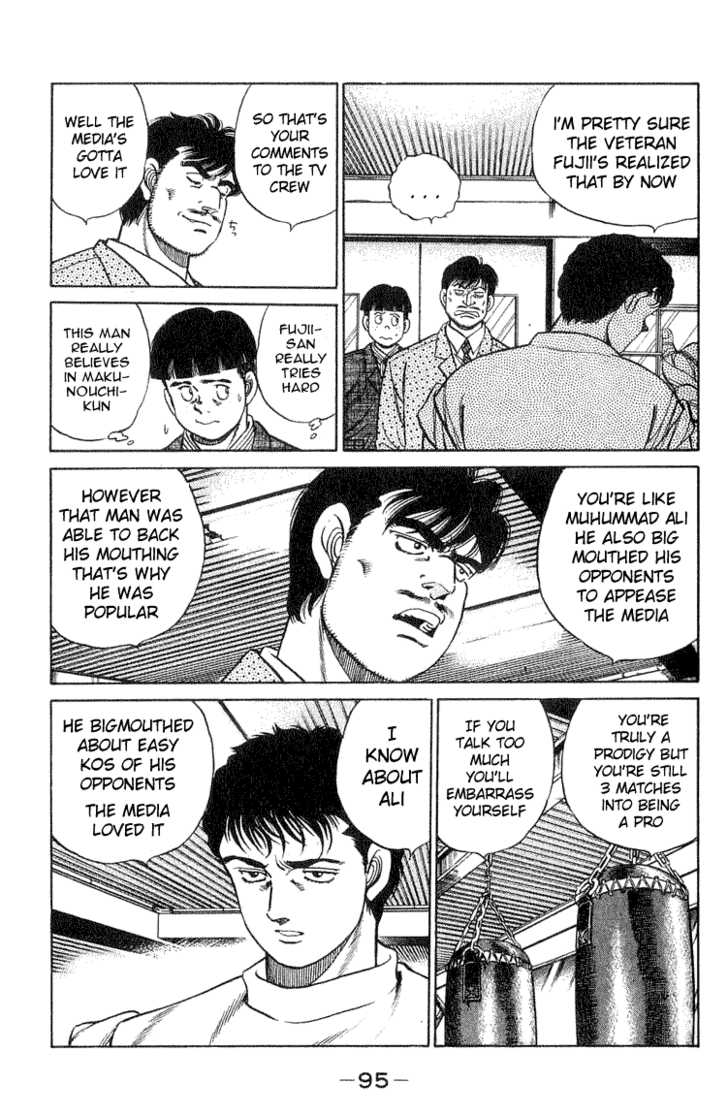 I'M PRETTY SURE
THE VETERAN
FUJII'S REALIZED
THAT BY NOW
...
SO THAT'S
YOUR
COMMENTS
TO THE TV
CREW
WELL THE
MEDIA'S
GOTTA
LOVE IT
FUJII-
SAN
REALLY
TRIES
HARD
THIS MAN
REALLY
BELIEVES
IN MAKU-
NOUCHI-
KUN
YOU'RE LIKE
MUHUMMAD ALI
HE ALSO BIG
MOUTHED HIS
OPPONENTS
TO APPEASE
THE MEDIA
HOWEVER
THAT MAN WAS
ABLE TO BACK
HIS MOUTHING
THAT'S WHY
HE WAS
POPULAR
YOU'RE
TRULY A
PRODIGY BUT
YOU'RE STILL
3 MATCHES
INTO BEING
A PRO
IF YOU
TALK TOO
MUCH
YOU'LL
EMBARRASS
YOURSELF
I
KNOW
ABOUT
ALI
HE BIGMOUTHED
ABOUT EASY
KOS OF HIS
OPPONENTS
THE MEDIA
LOVED IT
—95—